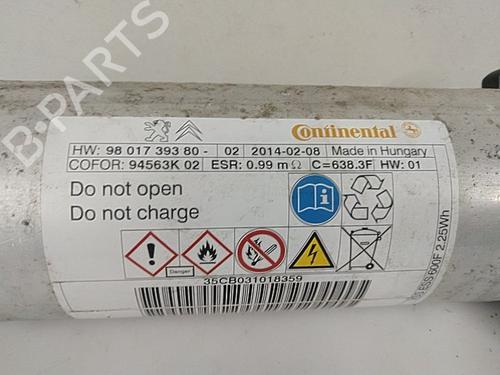 Continental
HW: 98 017 393 80 - 02 2014-02-08 Made in Hungary
COFOR: 94563K 02 ESR: 0.99 mΩ C=638.3F HW: 01
Do not open
Do not charge
Danger
35CB031018359
ESS 600F 2.25Wh
B-PARTS